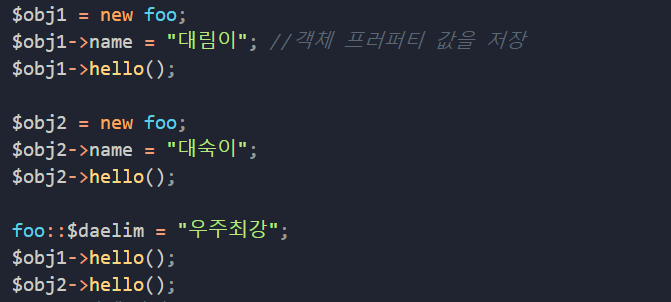 $obj1 = new foo;
$obj1->name = "대림이"; //객체 프러퍼티 값을 저장
$obj1->hello();
$obj2 = new foo;
$obj2->name = "대숙이";
$obj2->hello();
foo::$daelim = "우주최강";
$obj1->hello();
$obj2->hello();